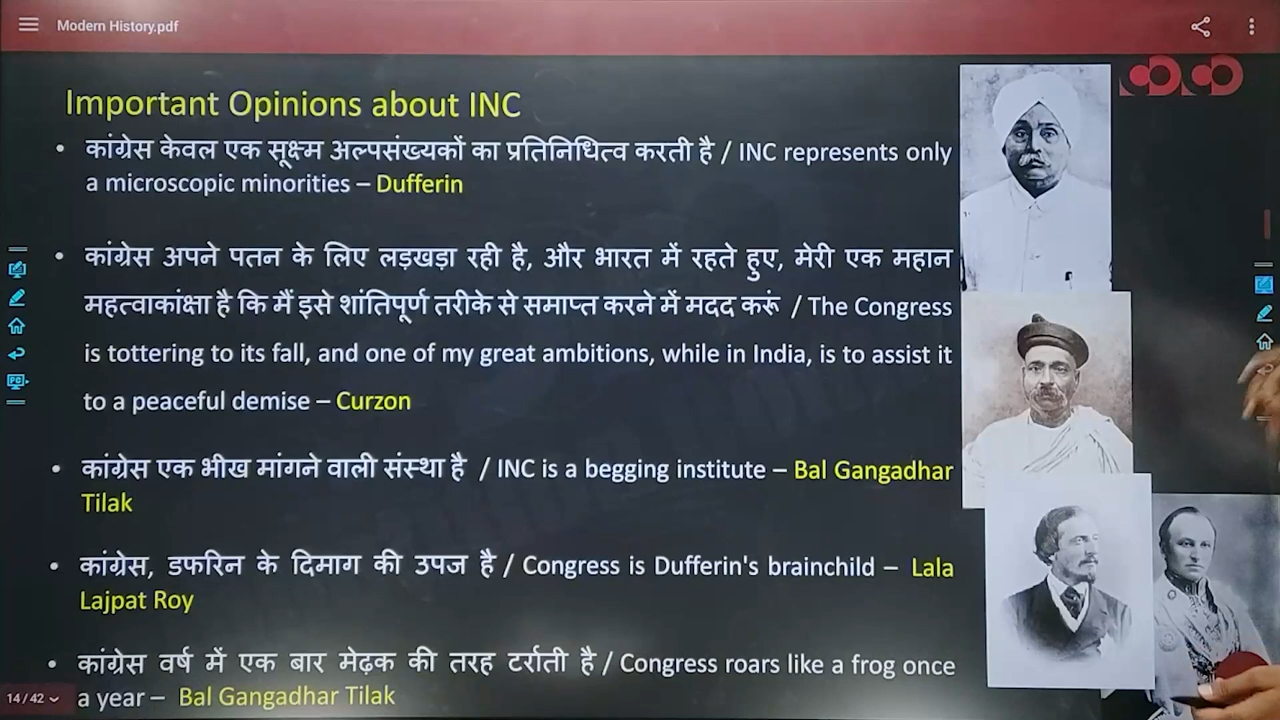 Modern History.pdf
Important Opinions about INC
• कांग्रेस केवल एक सूक्ष्म अल्पसंख्यकों का प्रतिनिधित्व करती है / INC represents only
a microscopic minorities – Dufferin
• कांग्रेस अपने पतन के लिए लड़खड़ा रही है, और भारत में रहते हुए, मेरी एक महान
महत्वाकांक्षा है कि मैं इसे शांतिपूर्ण तरीके से समाप्त करने में मदद करूं / The Congress
is tottering to its fall, and one of my great ambitions, while in India, is to assist it
to a peaceful demise – Curzon
• कांग्रेस एक भीख मांगने वाली संस्था है / INC is a begging institute – Bal Gangadhar
Tilak
• कांग्रेस, डफरिन के दिमाग की उपज है / Congress is Dufferin's brainchild – Lala
Lajpat Roy
• कांग्रेस वर्ष में एक बार मेढ़क की तरह टर्राती है / Congress roars like a frog once
a year – Bal Gangadhar Tilak
14 / 42